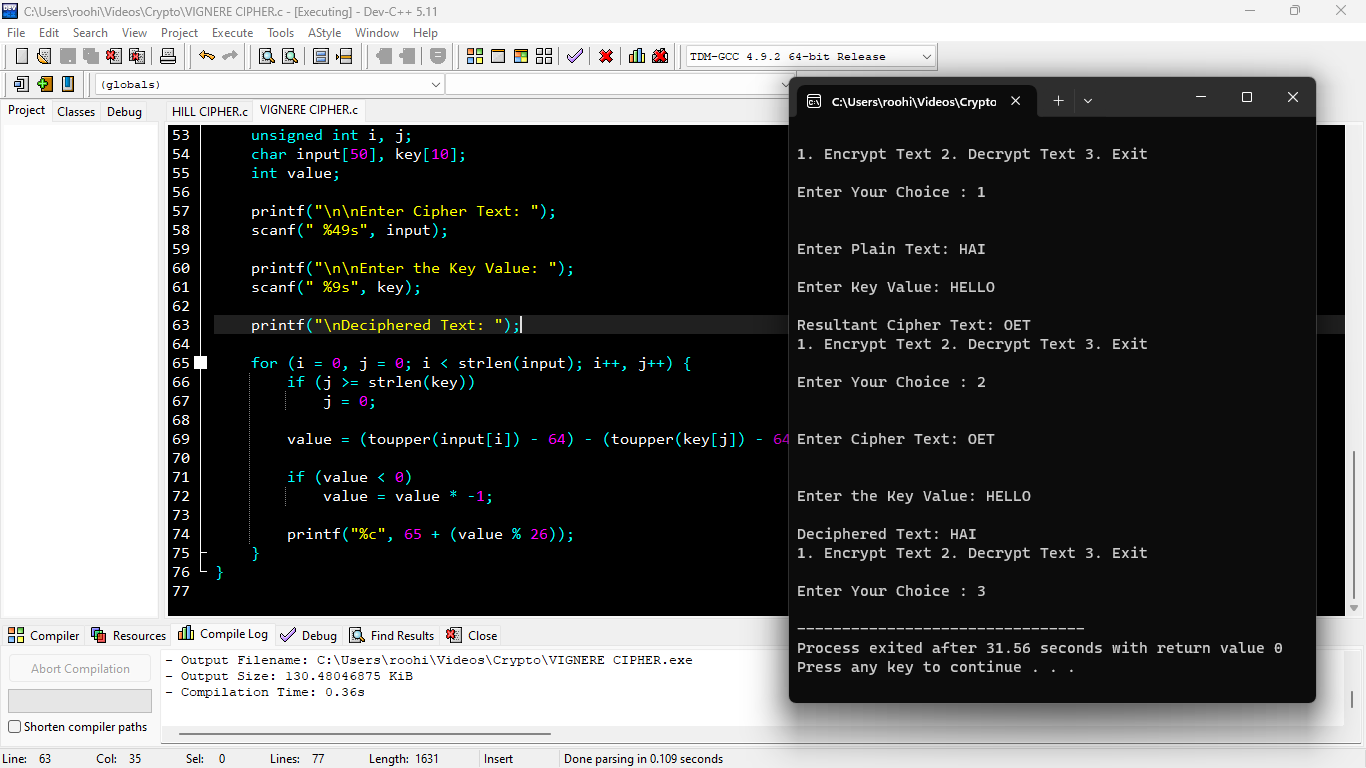 C:\Users\roohi\Videos\Crypto\VIGNERE CIPHER.c - [Executing] - Dev-C++ 5.11
File Edit Search View Project Execute Tools AStyle Window Help
TDM-GCC 4.9.2 64-bit Release
(globals)
Project Classes Debug
HILL CIPHER.c VIGNERE CIPHER.c
53 unsigned int i, j;
54 char input[50], key[10];
55 int value;
56
57 printf("\n\nEnter Cipher Text: ");
58 scanf(" %49s", input);
59
60 printf("\n\nEnter the Key Value: ");
61 scanf(" %9s", key);
62
63 printf("\nDeciphered Text: ");
64
65 for (i = 0, j = 0; i < strlen(input); i++, j++) {
66 if (j >= strlen(key))
67 j = 0;
68
69 value = (toupper(input[i]) - 64) - (toupper(key[j]) - 64
70
71 if (value < 0)
72 value = value * -1;
73
74 printf("%c", 65 + (value % 26));
75 }
76 }
77
C:\Users\roohi\Videos\Crypto
1. Encrypt Text 2. Decrypt Text 3. Exit
Enter Your Choice : 1
Enter Plain Text: HAI
Enter Key Value: HELLO
Resultant Cipher Text: OET
1. Encrypt Text 2. Decrypt Text 3. Exit
Enter Your Choice : 2
Enter Cipher Text: OET
Enter the Key Value: HELLO
Deciphered Text: HAI
1. Encrypt Text 2. Decrypt Text 3. Exit
Enter Your Choice : 3
--------------------------------
Process exited after 31.56 seconds with return value 0
Press any key to continue . . .
Compiler Resources Compile Log Debug Find Results Close
Abort Compilation
Shorten compiler paths
- Output Filename: C:\Users\roohi\Videos\Crypto\VIGNERE CIPHER.exe
- Output Size: 130.48046875 KiB
- Compilation Time: 0.36s
Line: 63 Col: 35 Sel: 0 Lines: 77 Length: 1631 Insert Done parsing in 0.109 seconds